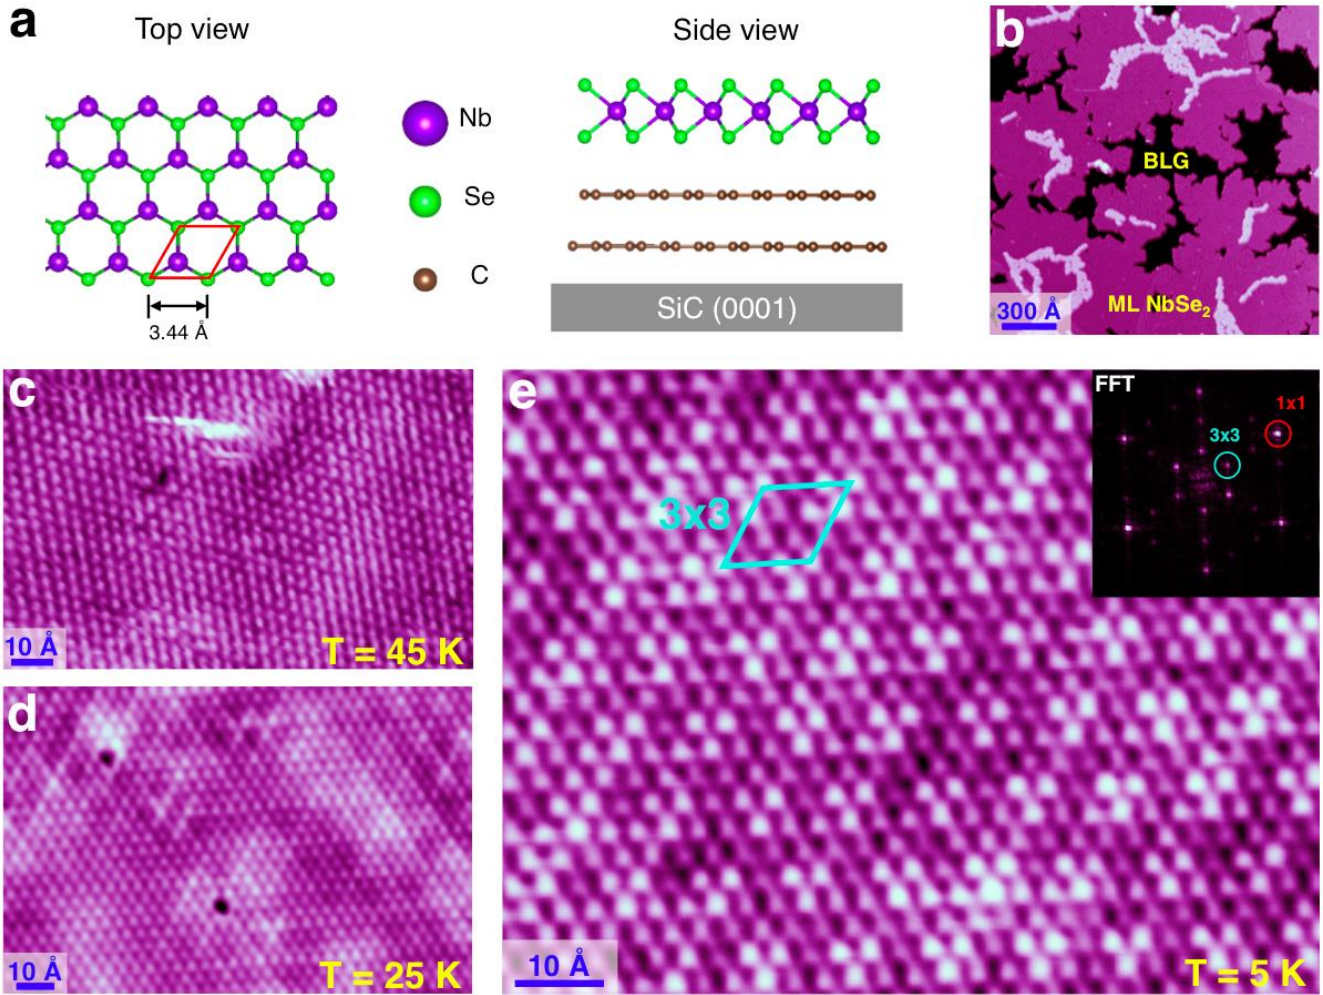 a
Top view
Side view
Nb
Se
C
3.44 Å
SiC (0001)
b
BLG
ML NbSe₂
300 Å
c
10 Å
T = 45 K
d
10 Å
T = 25 K
e
3x3
FFT
1x1
3x3
10 Å
T = 5 K